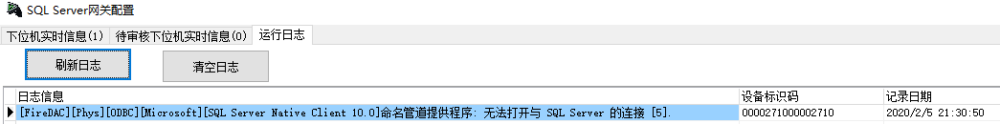 SQL Server网关配置
下位机实时信息(1) 待审核下位机实时信息(0) 运行日志
刷新日志 清空日志
日志信息 设备标识码 记录日期
[FireDAC][Phys][ODBC][Microsoft][SQL Server Native Client 10.0]命名管道提供程序: 无法打开与 SQL Server 的连接 [5]. 0000271000002710 2020/2/5 21:30:50